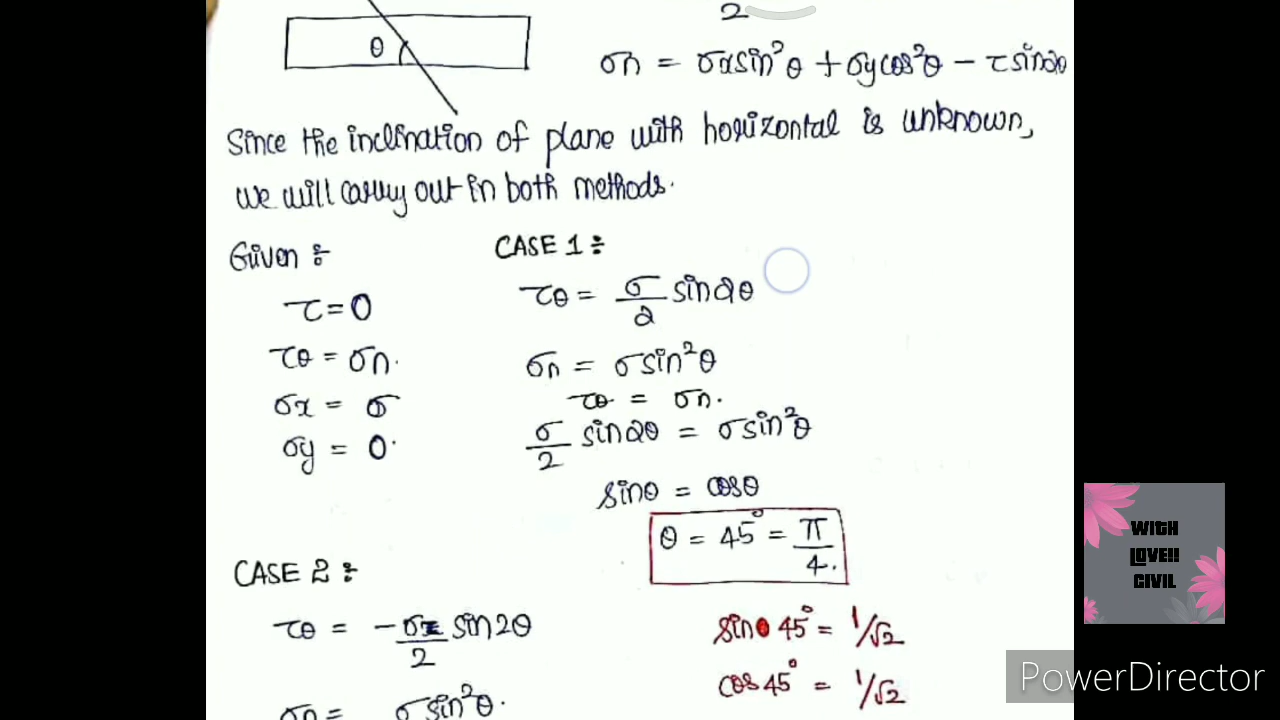 2
θ
σn = σx sin²θ + σy cos²θ - τ sin2θ
Since the inclination of plane with horizontal is unknown,
we will carry out in both methods.
Given :-
τ = 0
τθ = σn.
σx = σ
σy = 0.
CASE 1 :-
τθ = σ/2 sin2θ
σn = σ sin²θ
τθ = σn.
σ/2 sin2θ = σ sin²θ
sinθ = cosθ
θ = 45° = π/4.
CASE 2 :-
τθ = -σx/2 sin2θ
σn = σ sin²θ.
sin 45° = 1/√2
cos 45° = 1/√2
WITH
LOVE!!
CIVIL
PowerDirector